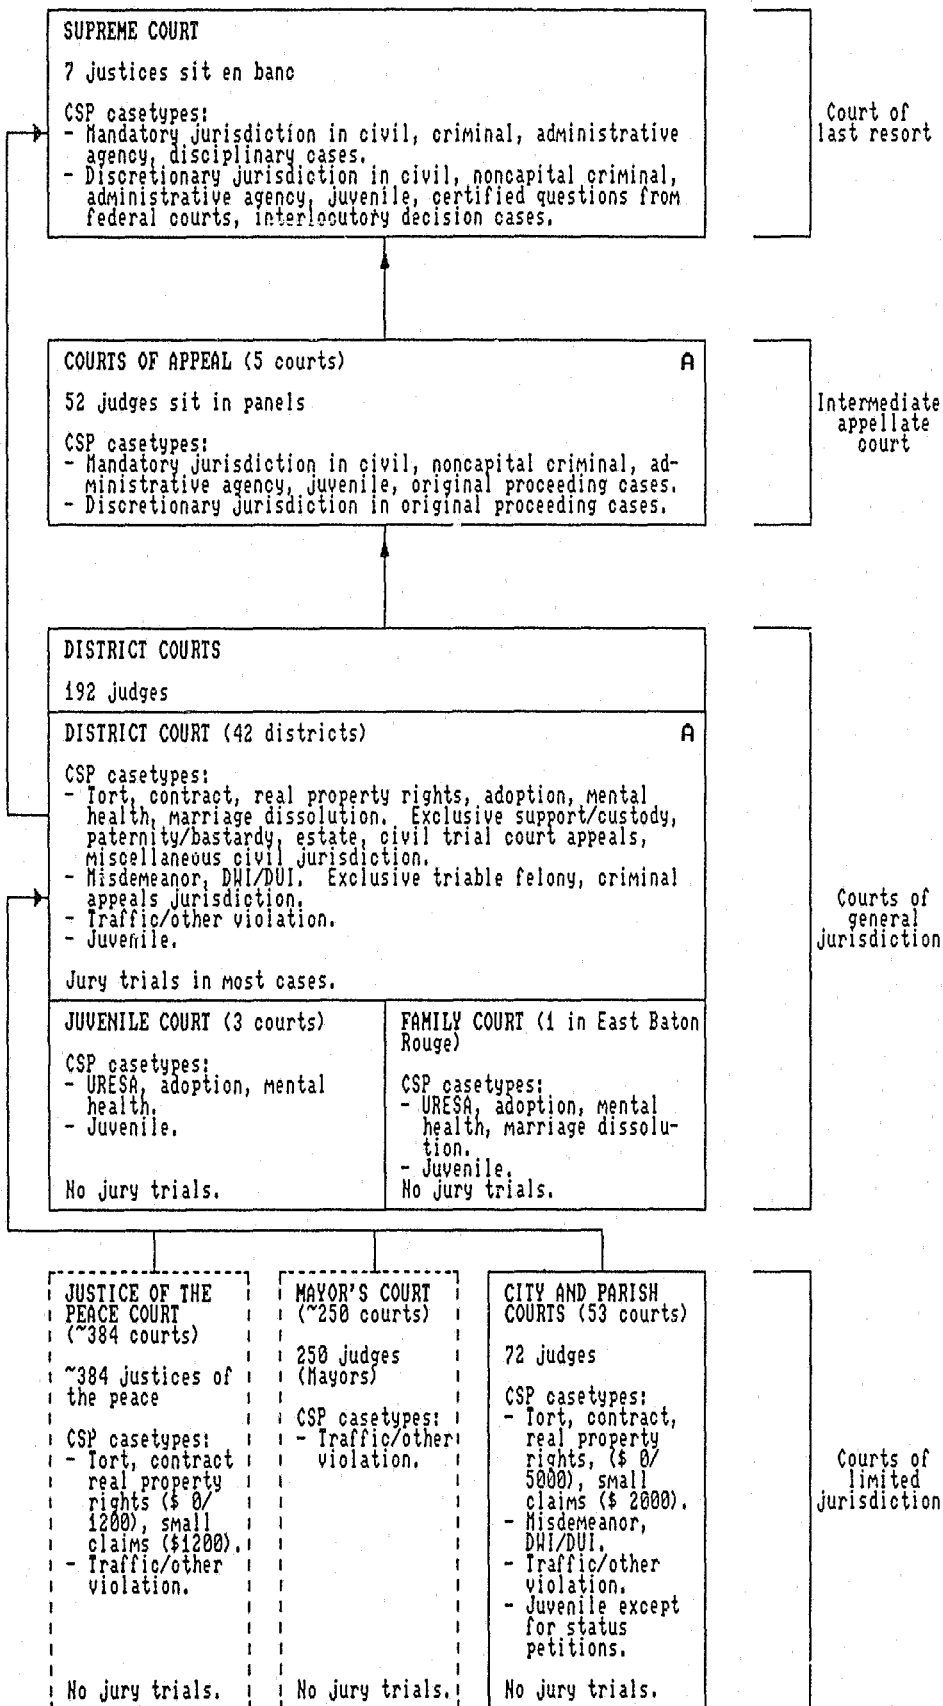 SUPREME COURT
7 justices sit en banc
CSP casetypes:
- Mandatory jurisdiction in civil, criminal, administrative
agency, disciplinary cases.
- Discretionary jurisdiction in civil, noncapital criminal,
administrative agency, juvenile, certified questions from
federal courts, interlocutory decision cases.
Court of
last resort
COURTS OF APPEAL (5 courts) A
52 judges sit in panels
CSP casetypes:
- Mandatory jurisdiction in civil, noncapital criminal, ad-
ministrative agency, juvenile, original proceeding cases.
- Discretionary jurisdiction in original proceeding cases.
Intermediate
appellate
court
DISTRICT COURTS
192 judges
DISTRICT COURT (42 districts) A
CSP casetypes:
- Tort, contract, real property rights, adoption, mental
health, marriage dissolution. Exclusive support/custody,
paternity/bastardy, estate, civil trial court appeals,
miscellaneous civil jurisdiction.
- Misdemeanor, DWI/DUI. Exclusive triable felony, criminal
appeals jurisdiction.
- Traffic/other violation.
- Juvenile.
Jury trials in most cases.
Courts of
general
jurisdiction
JUVENILE COURT (3 courts)
CSP casetypes:
- URESA, adoption, mental
health.
- Juvenile.
No jury trials.
FAMILY COURT (1 in East Baton
Rouge)
CSP casetypes:
- URESA, adoption, mental
health, marriage dissolu-
tion.
- Juvenile.
No jury trials.
JUSTICE OF THE
PEACE COURT
(~384 courts)
~384 justices of
the peace
CSP casetypes:
- Tort, contract
real property
rights ($ 0/
1200), small
claims ($1200).
- Traffic/other
violation.
No jury trials.
MAYOR'S COURT
(~250 courts)
250 judges
(Mayors)
CSP casetypes:
- Traffic/other
violation.
No jury trials.
CITY AND PARISH
COURTS (53 courts)
72 judges
CSP casetypes:
- Tort, contract,
real property
rights, ($ 0/
5000), small
claims ($ 2000).
- Misdemeanor,
DWI/DUI.
- Traffic/other
violation.
- Juvenile except
for status
petitions.
No jury trials.
Courts of
limited
jurisdiction